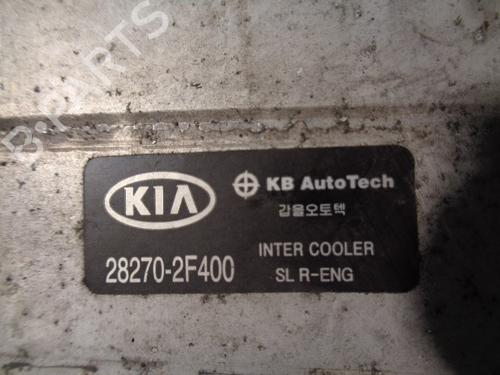 B-PARTS
KIA
KB AutoTech
갑을오토텍
28270-2F400
INTER COOLER
SL R-ENG